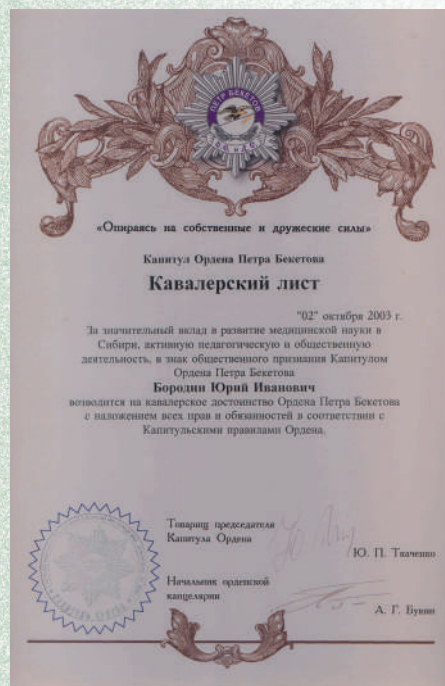 ПЕТР БЕКЕТОВ
«Опираясь на собственные и дружеские силы»
Капитул Ордена Петра Бекетова
Кавалерский лист
"02" октября 2003 г.
За значительный вклад в развитие медицинской науки в
Сибири, активную педагогическую и общественную
деятельность, в знак общественного признания Капитулом
Ордена Петра Бекетова
Бородин Юрий Иванович
возводится на кавалерское достоинство Ордена Петра Бекетова
с наложением всех прав и обязанностей в соответствии с
Капитульскими правилами Ордена.
Товарищ председателя
Капитула Ордена
Ю. П. Ткаченко
Начальник орденской
канцелярии
А. Г. Букин